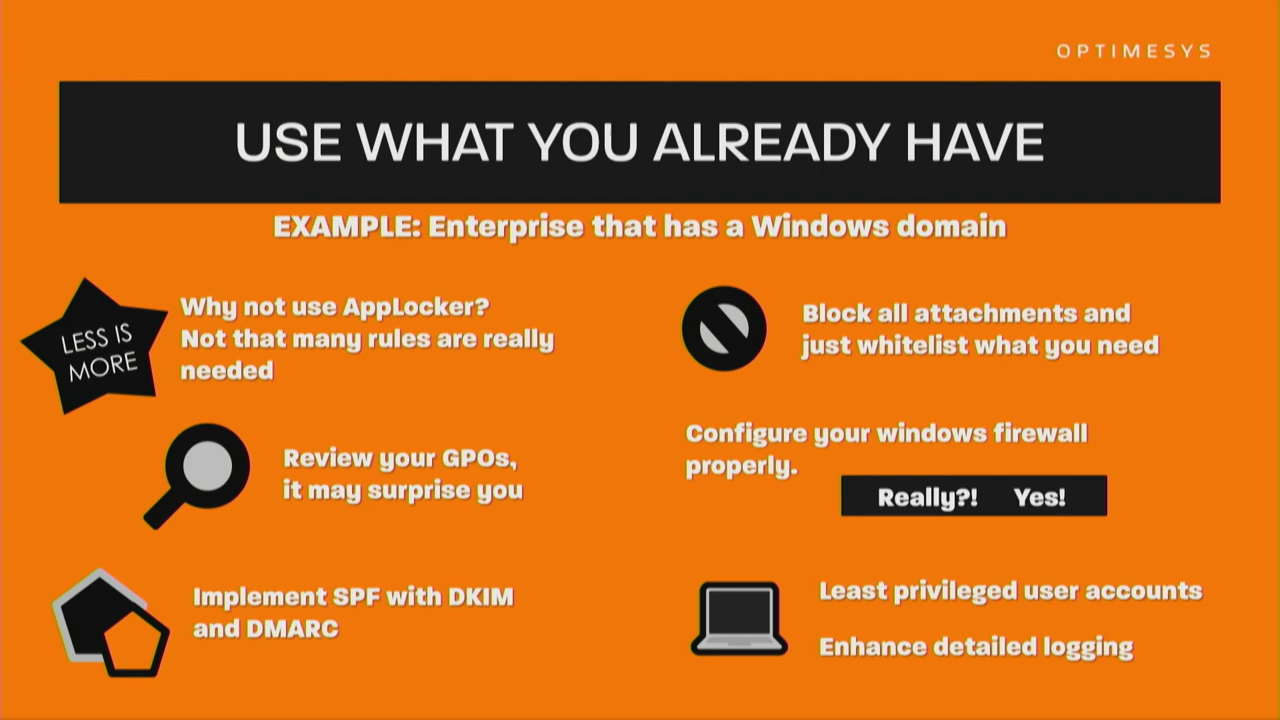 OPTIMESYS
USE WHAT YOU ALREADY HAVE
EXAMPLE: Enterprise that has a Windows domain
LESS IS
MORE
Why not use AppLocker?
Not that many rules are really
needed
Block all attachments and
just whitelist what you need
Review your GPOs,
it may surprise you
Configure your windows firewall
properly.
Really?! Yes!
Implement SPF with DKIM
and DMARC
Least privileged user accounts
Enhance detailed logging